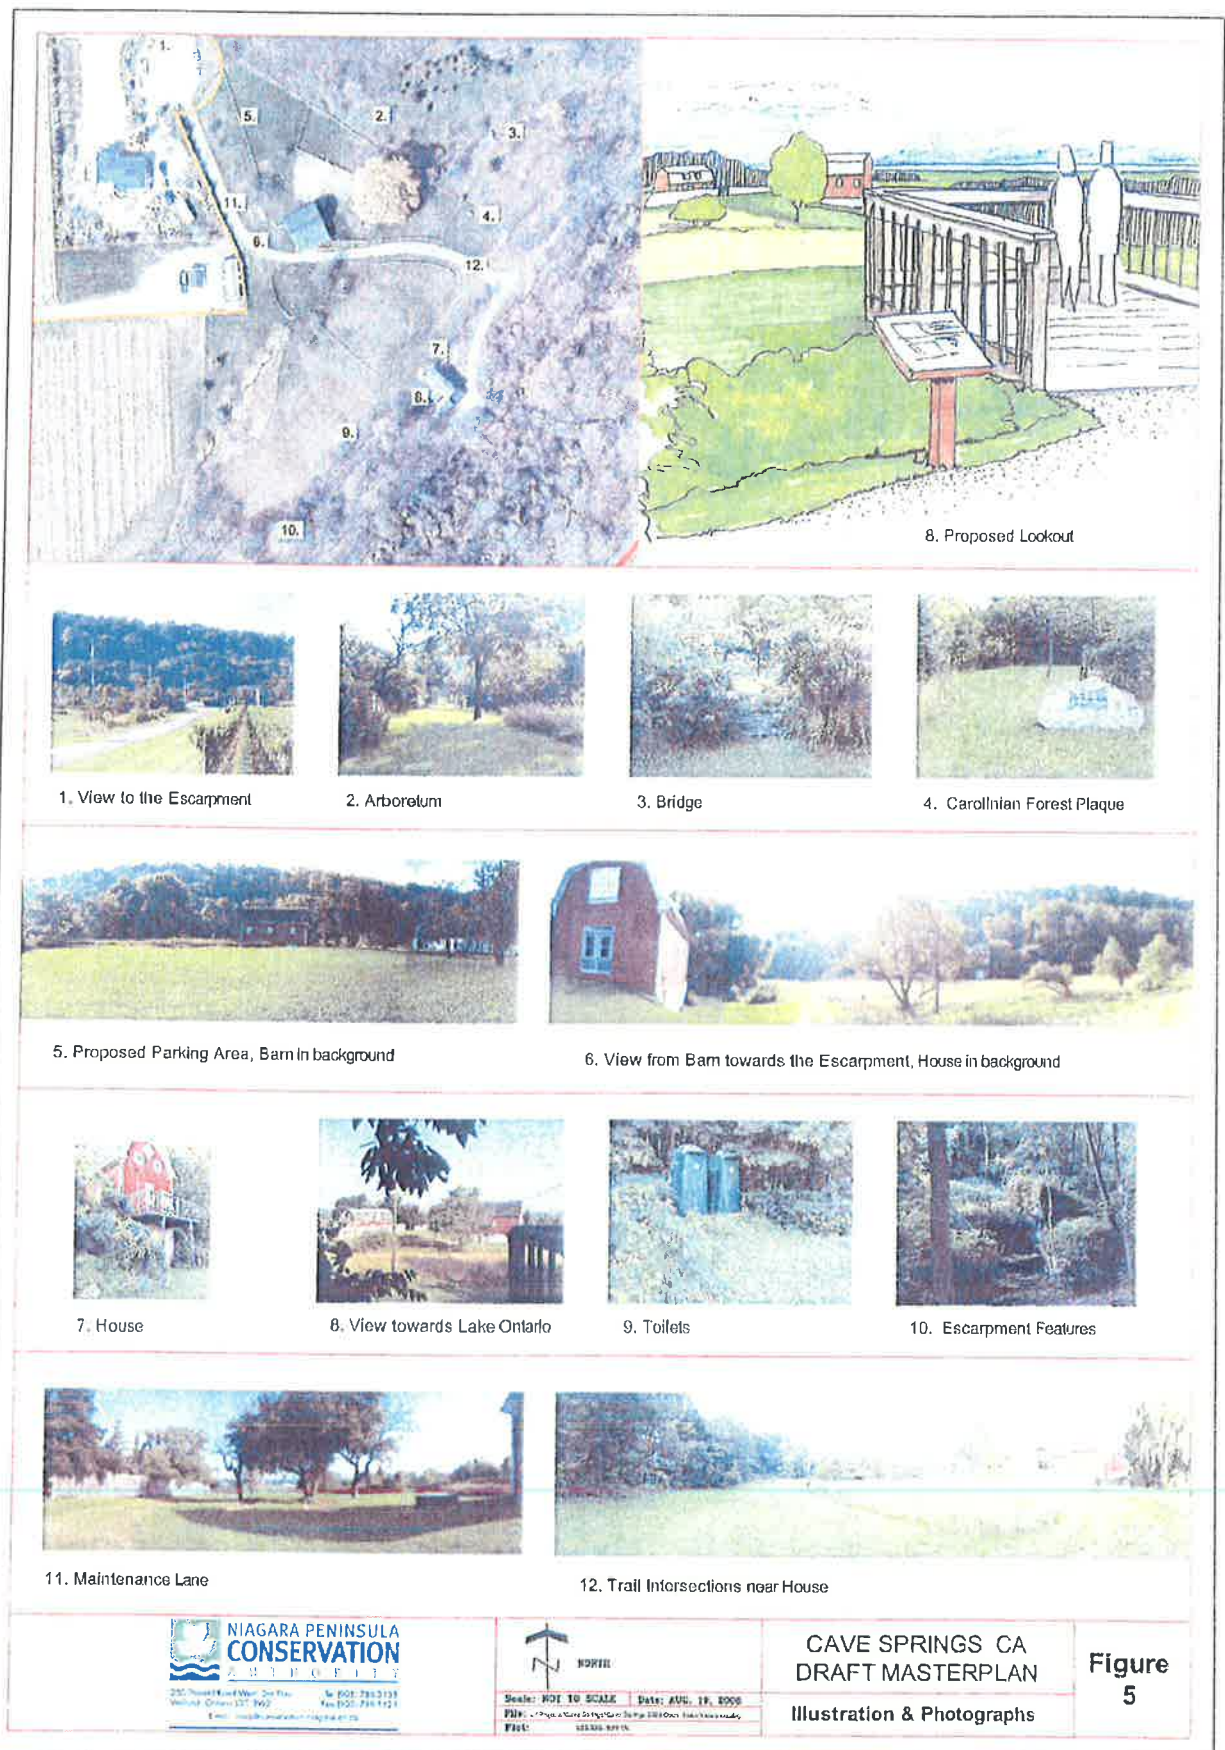 1.
5.
2.
3.
11.
4.
6.
12.
7.
8.
9.
10.
8. Proposed Lookout
1. View to the Escarpment
2. Arboretum
3. Bridge
4. Carolinian Forest Plaque
5. Proposed Parking Area, Barn in background
6. View from Barn towards the Escarpment, House in background
7. House
8. View towards Lake Ontario
9. Toilets
10. Escarpment Features
11. Maintenance Lane
12. Trail Intersections near House
NIAGARA PENINSULA
CONSERVATION
AUTHORITY
NORTH
Scale: NOT TO SCALE
Date: AUG. 19, 2008
File:
Plot:
CAVE SPRINGS CA
DRAFT MASTERPLAN
Illustration & Photographs
Figure
5